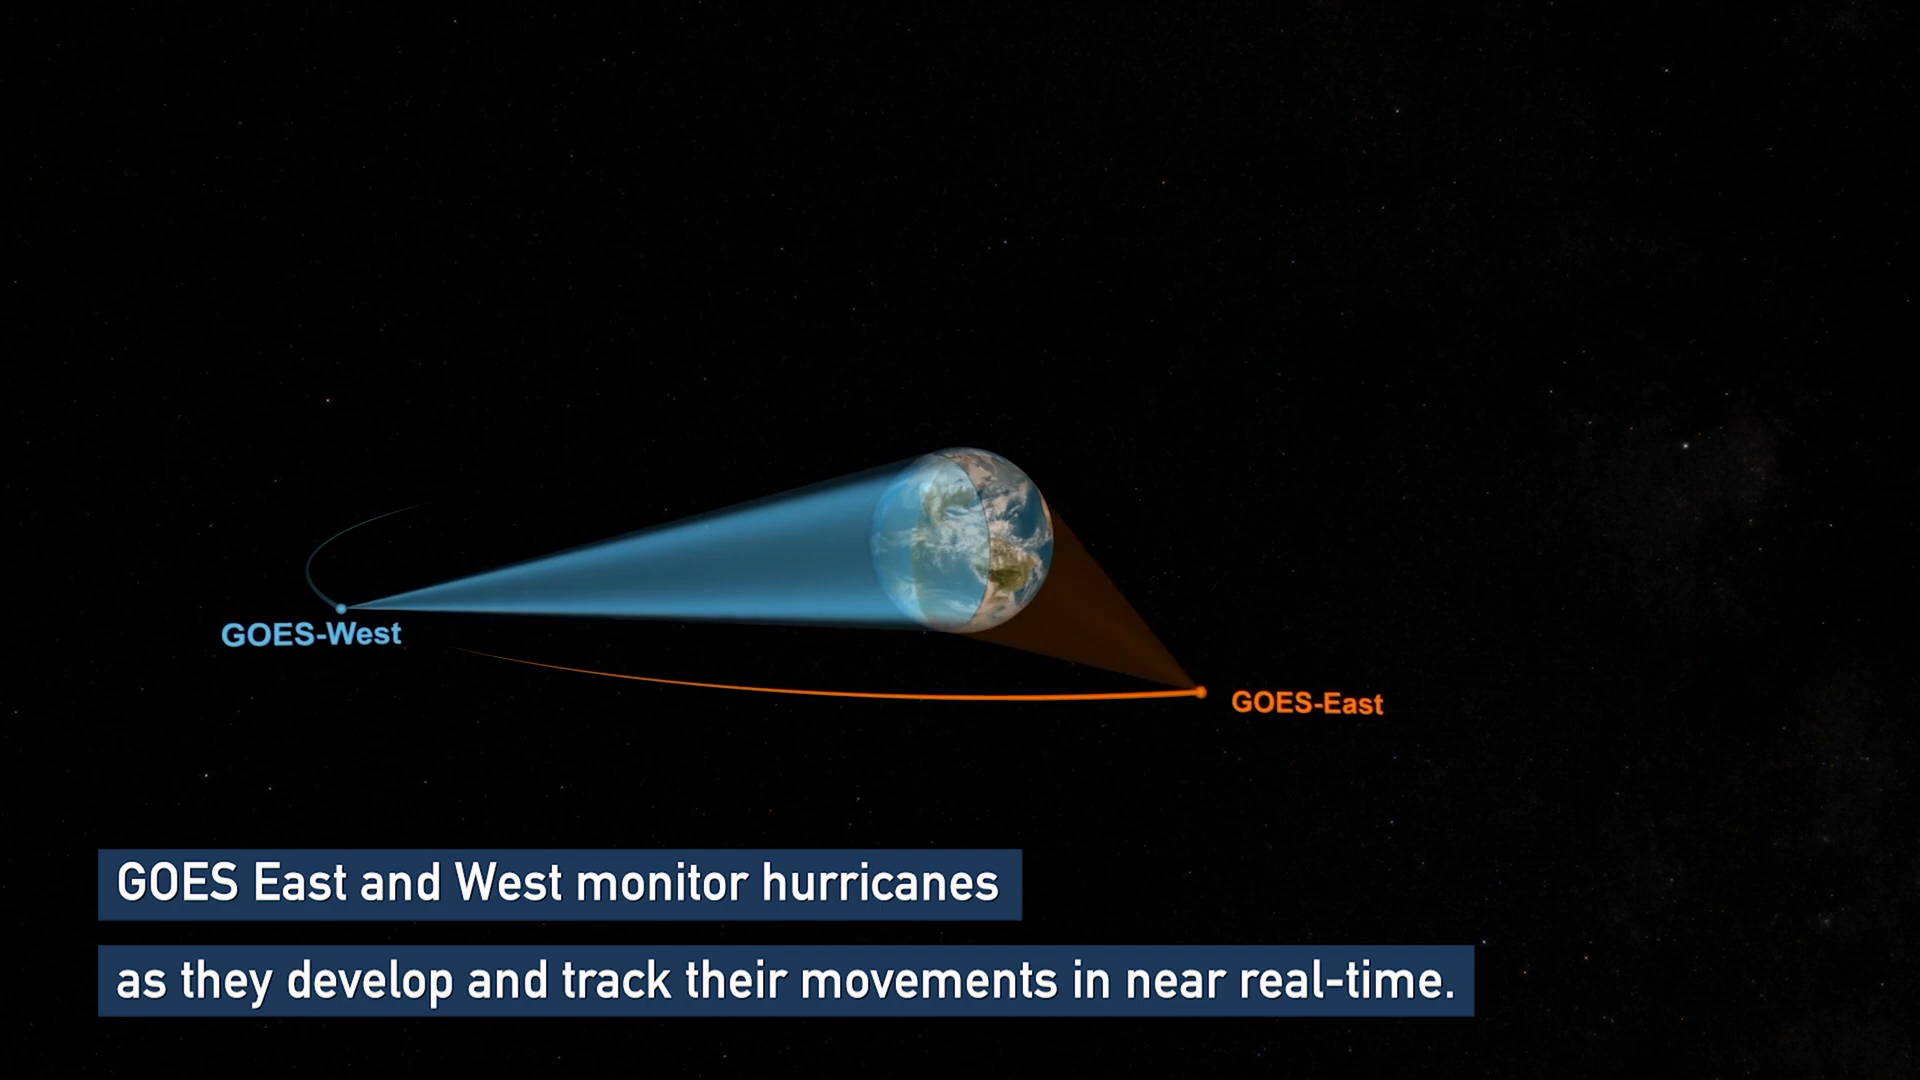 GOES-West
GOES-East
GOES East and West monitor hurricanes
as they develop and track their movements in near real-time.